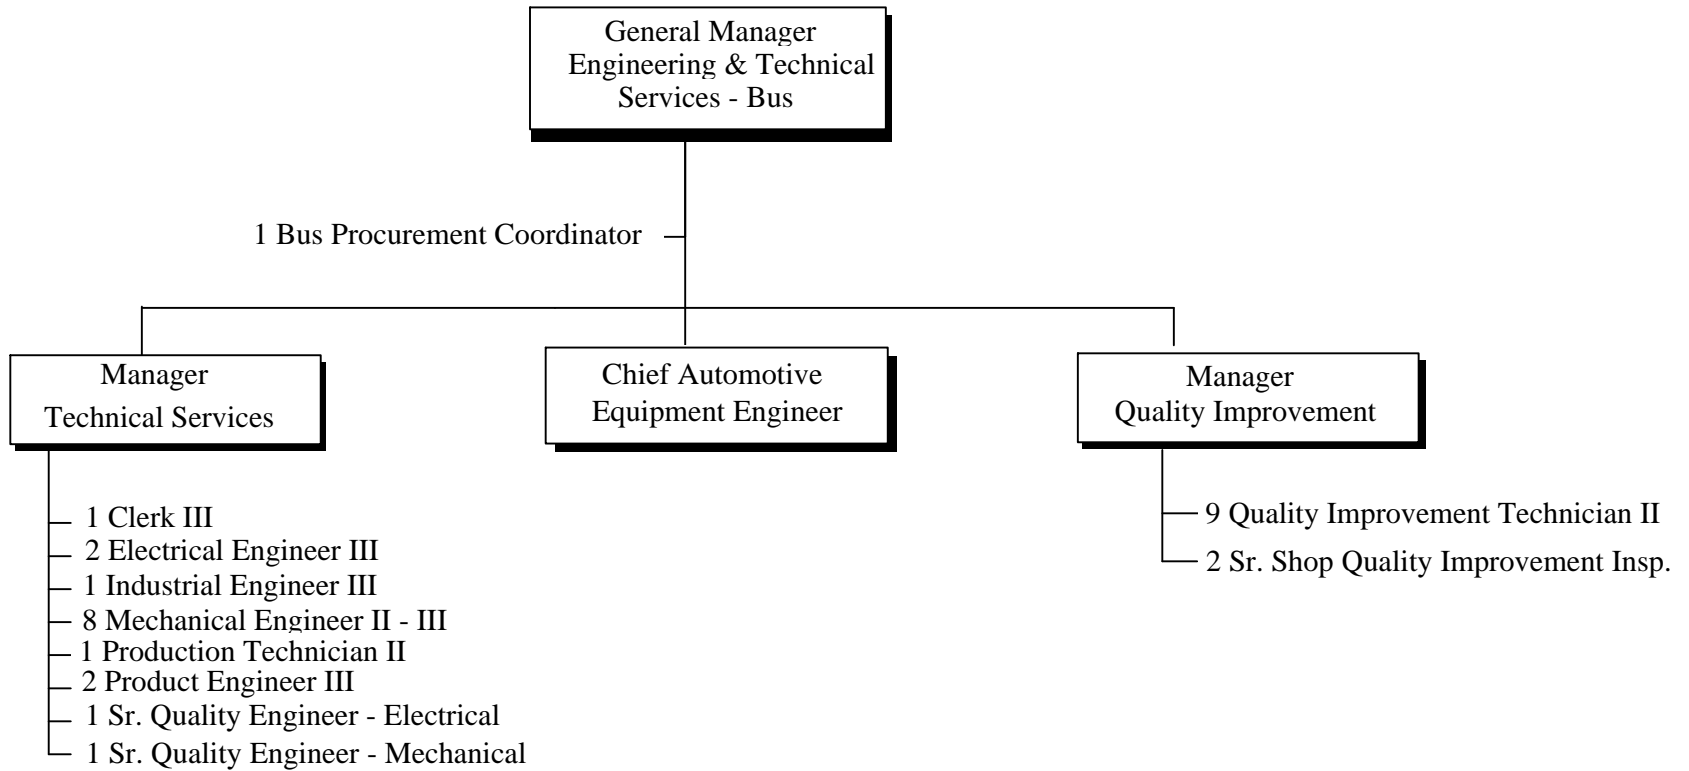 General Manager
Engineering & Technical
Services - Bus
1 Bus Procurement Coordinator
Manager
Technical Services
Chief Automotive
Equipment Engineer
Manager
Quality Improvement
1 Clerk III
2 Electrical Engineer III
1 Industrial Engineer III
8 Mechanical Engineer II - III
1 Production Technician II
2 Product Engineer III
1 Sr. Quality Engineer - Electrical
1 Sr. Quality Engineer - Mechanical
9 Quality Improvement Technician II
2 Sr. Shop Quality Improvement Insp.